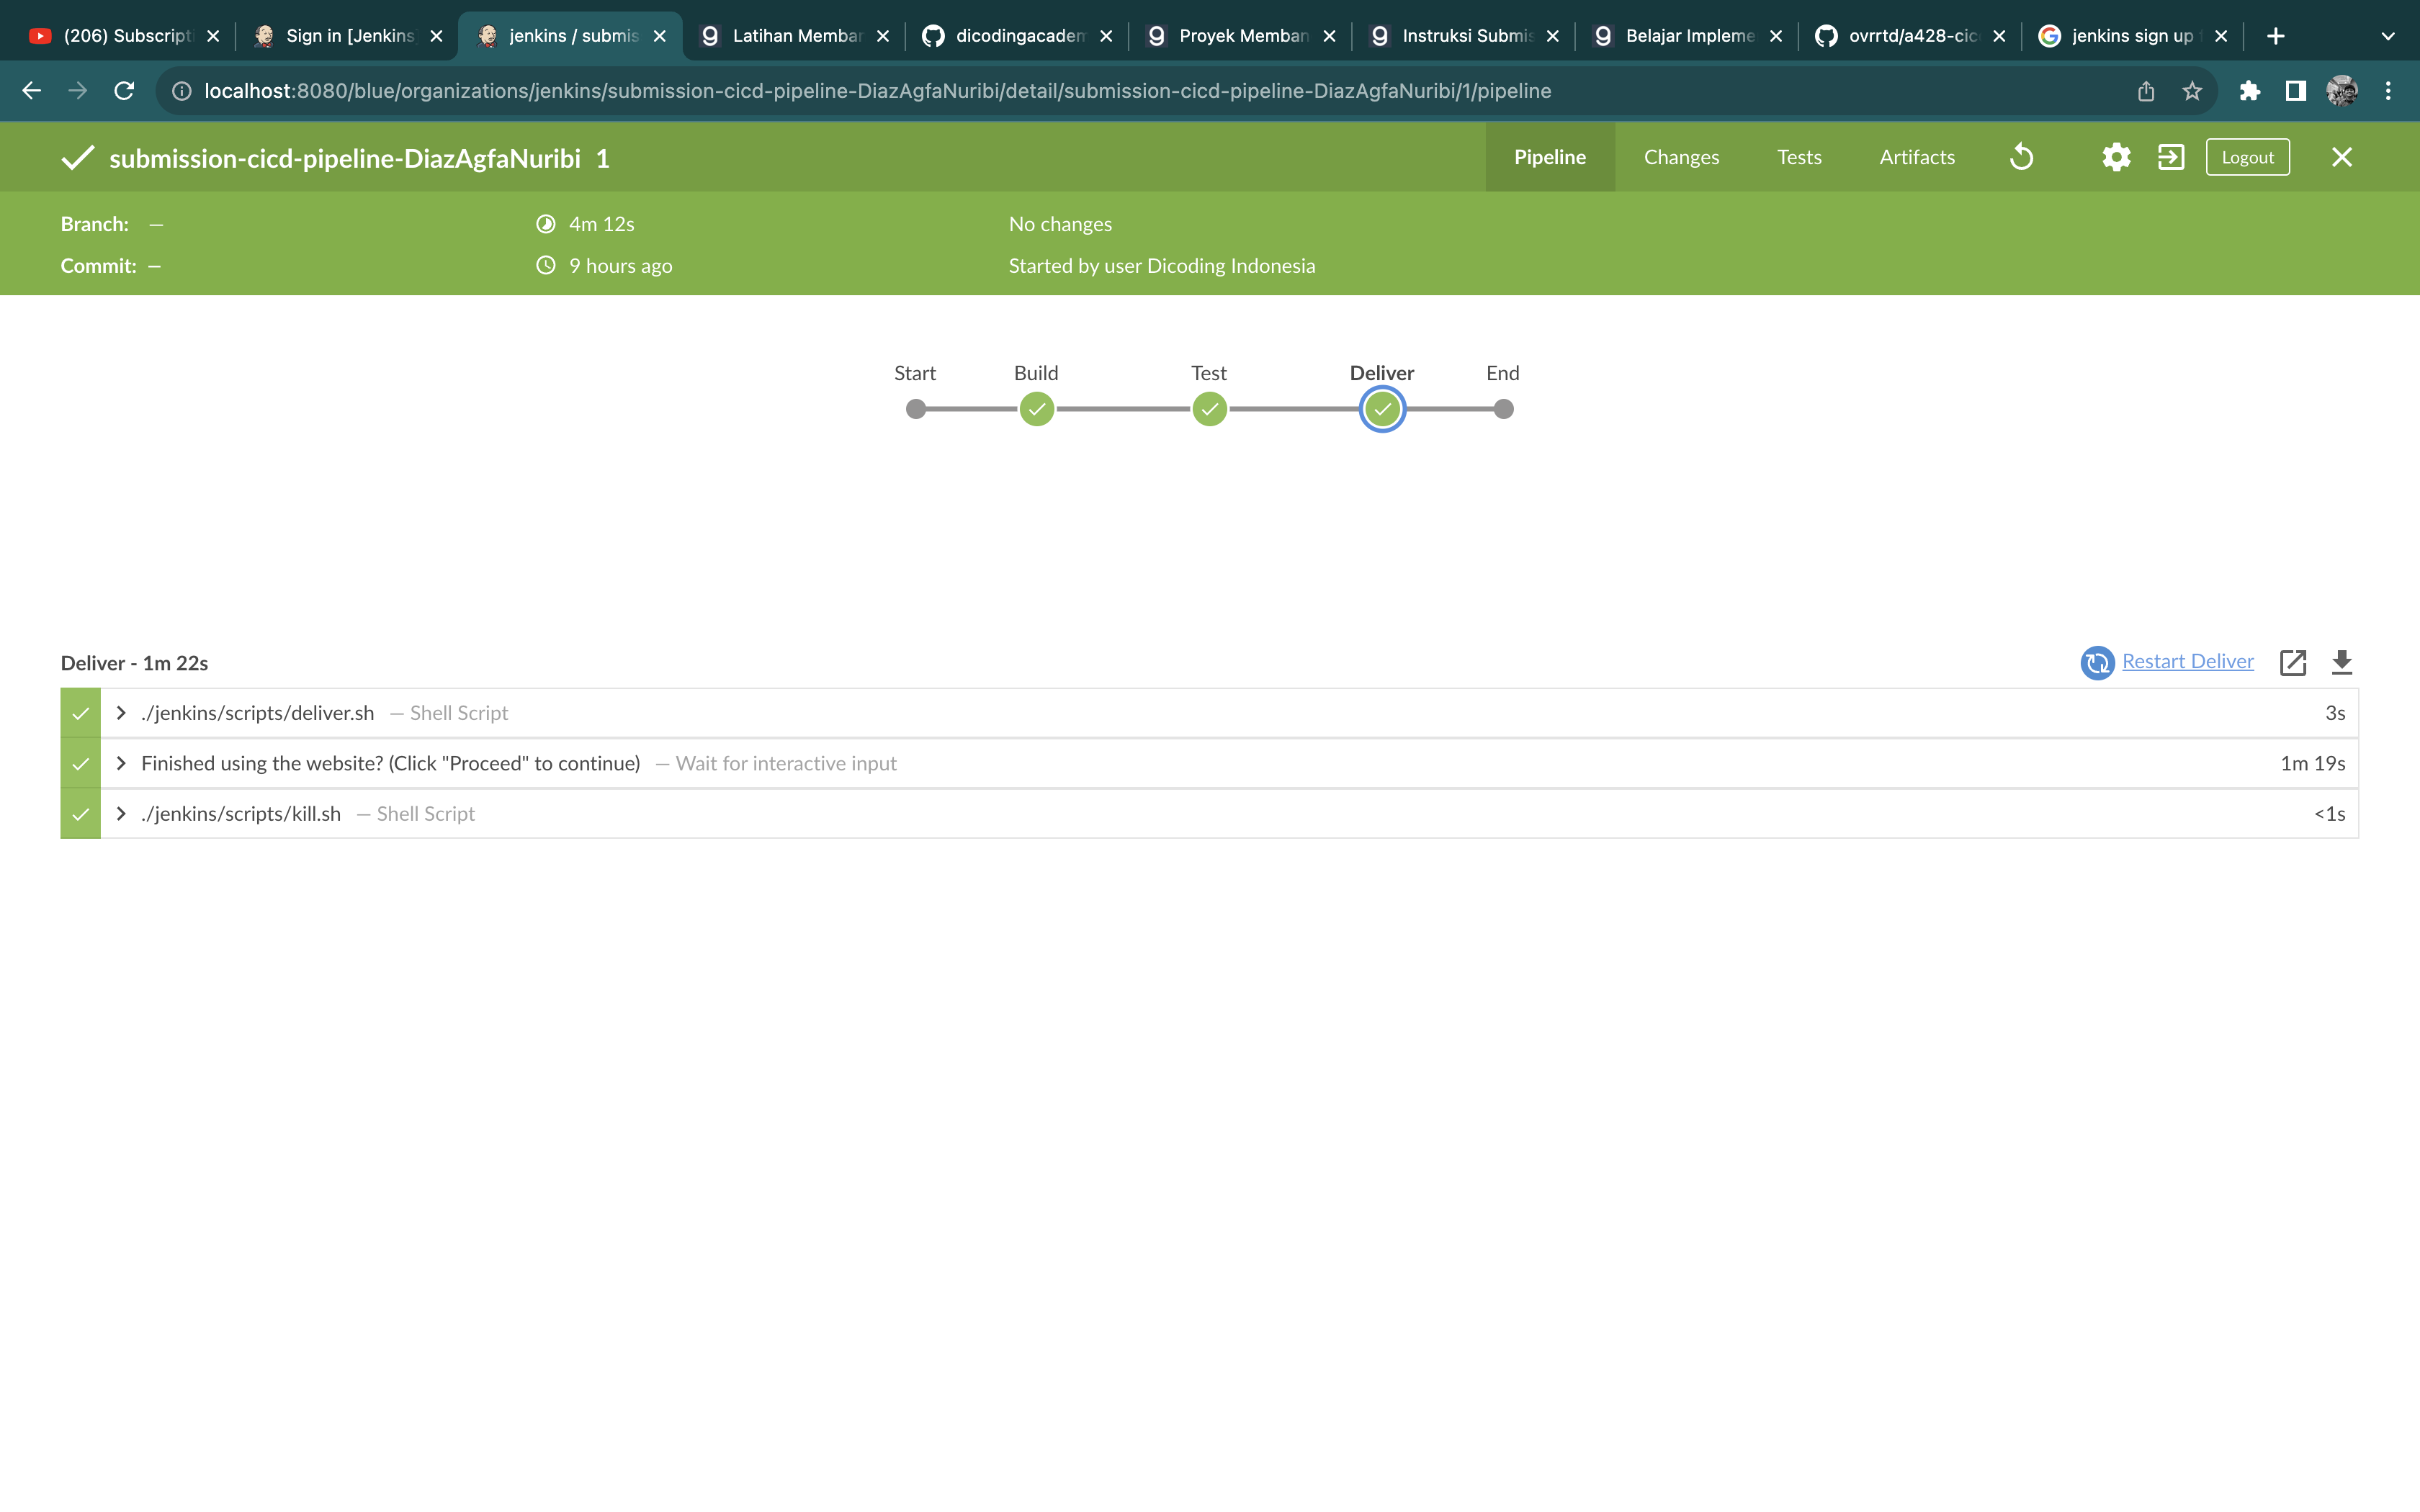 (206) Subscript
Sign in [Jenkins
jenkins / submis
Latihan Memban
dicodingacadem
Proyek Memban
Instruksi Submis
Belajar Impleme
ovrrtd/a428-cic
jenkins sign up
localhost:8080/blue/organizations/jenkins/submission-cicd-pipeline-DiazAgfaNuribi/detail/submission-cicd-pipeline-DiazAgfaNuribi/1/pipeline
submission-cicd-pipeline-DiazAgfaNuribi 1
Pipeline
Changes
Tests
Artifacts
Logout
Branch: —
4m 12s
No changes
Commit: —
9 hours ago
Started by user Dicoding Indonesia
Start
Build
Test
Deliver
End
Deliver - 1m 22s
Restart Deliver
./jenkins/scripts/deliver.sh — Shell Script
3s
Finished using the website? (Click "Proceed" to continue) — Wait for interactive input
1m 19s
./jenkins/scripts/kill.sh — Shell Script
<1s